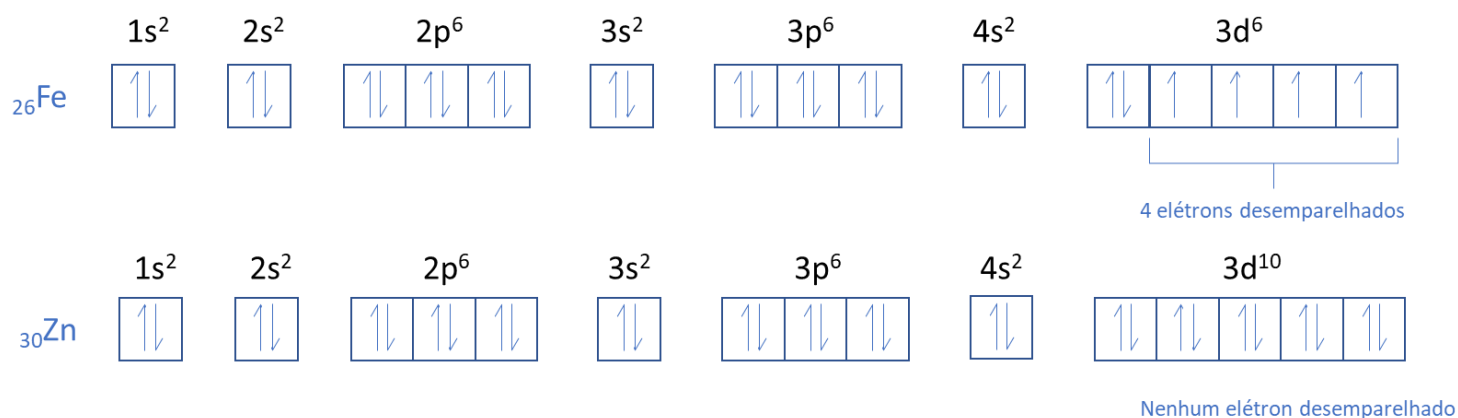 1s² 2s² 2p⁶ 3s² 3p⁶ 4s² 3d⁶
₂₆Fe
4 elétrons desemparelhados
1s² 2s² 2p⁶ 3s² 3p⁶ 4s² 3d¹⁰
₃₀Zn
Nenhum elétron desemparelhado